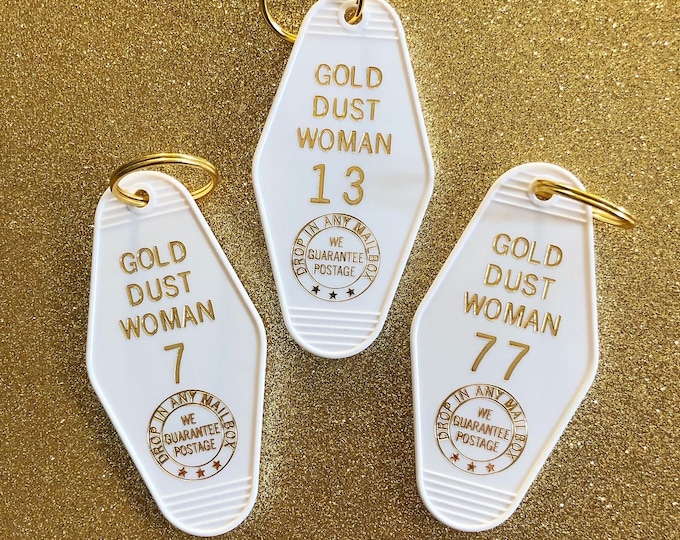 GOLD
DUST
WOMAN
7
DROP IN ANY MAILBOX
WE
GUARANTEE
POSTAGE
GOLD
DUST
WOMAN
13
DROP IN ANY MAILBOX
WE
GUARANTEE
POSTAGE
GOLD
DUST
WOMAN
77
DROP IN ANY MAILBOX
WE
GUARANTEE
POSTAGE